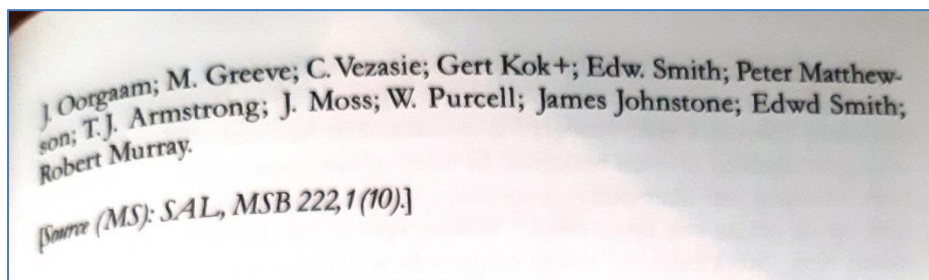 J. Oorgaam; M. Greeve; C. Vezasie; Gert Kok+; Edw. Smith; Peter Matthew-
son; T.J. Armstrong; J. Moss; W. Purcell; James Johnstone; Edwd Smith;
Robert Murray.
[Source (MS): SAL, MSB 222, 1 (10).]